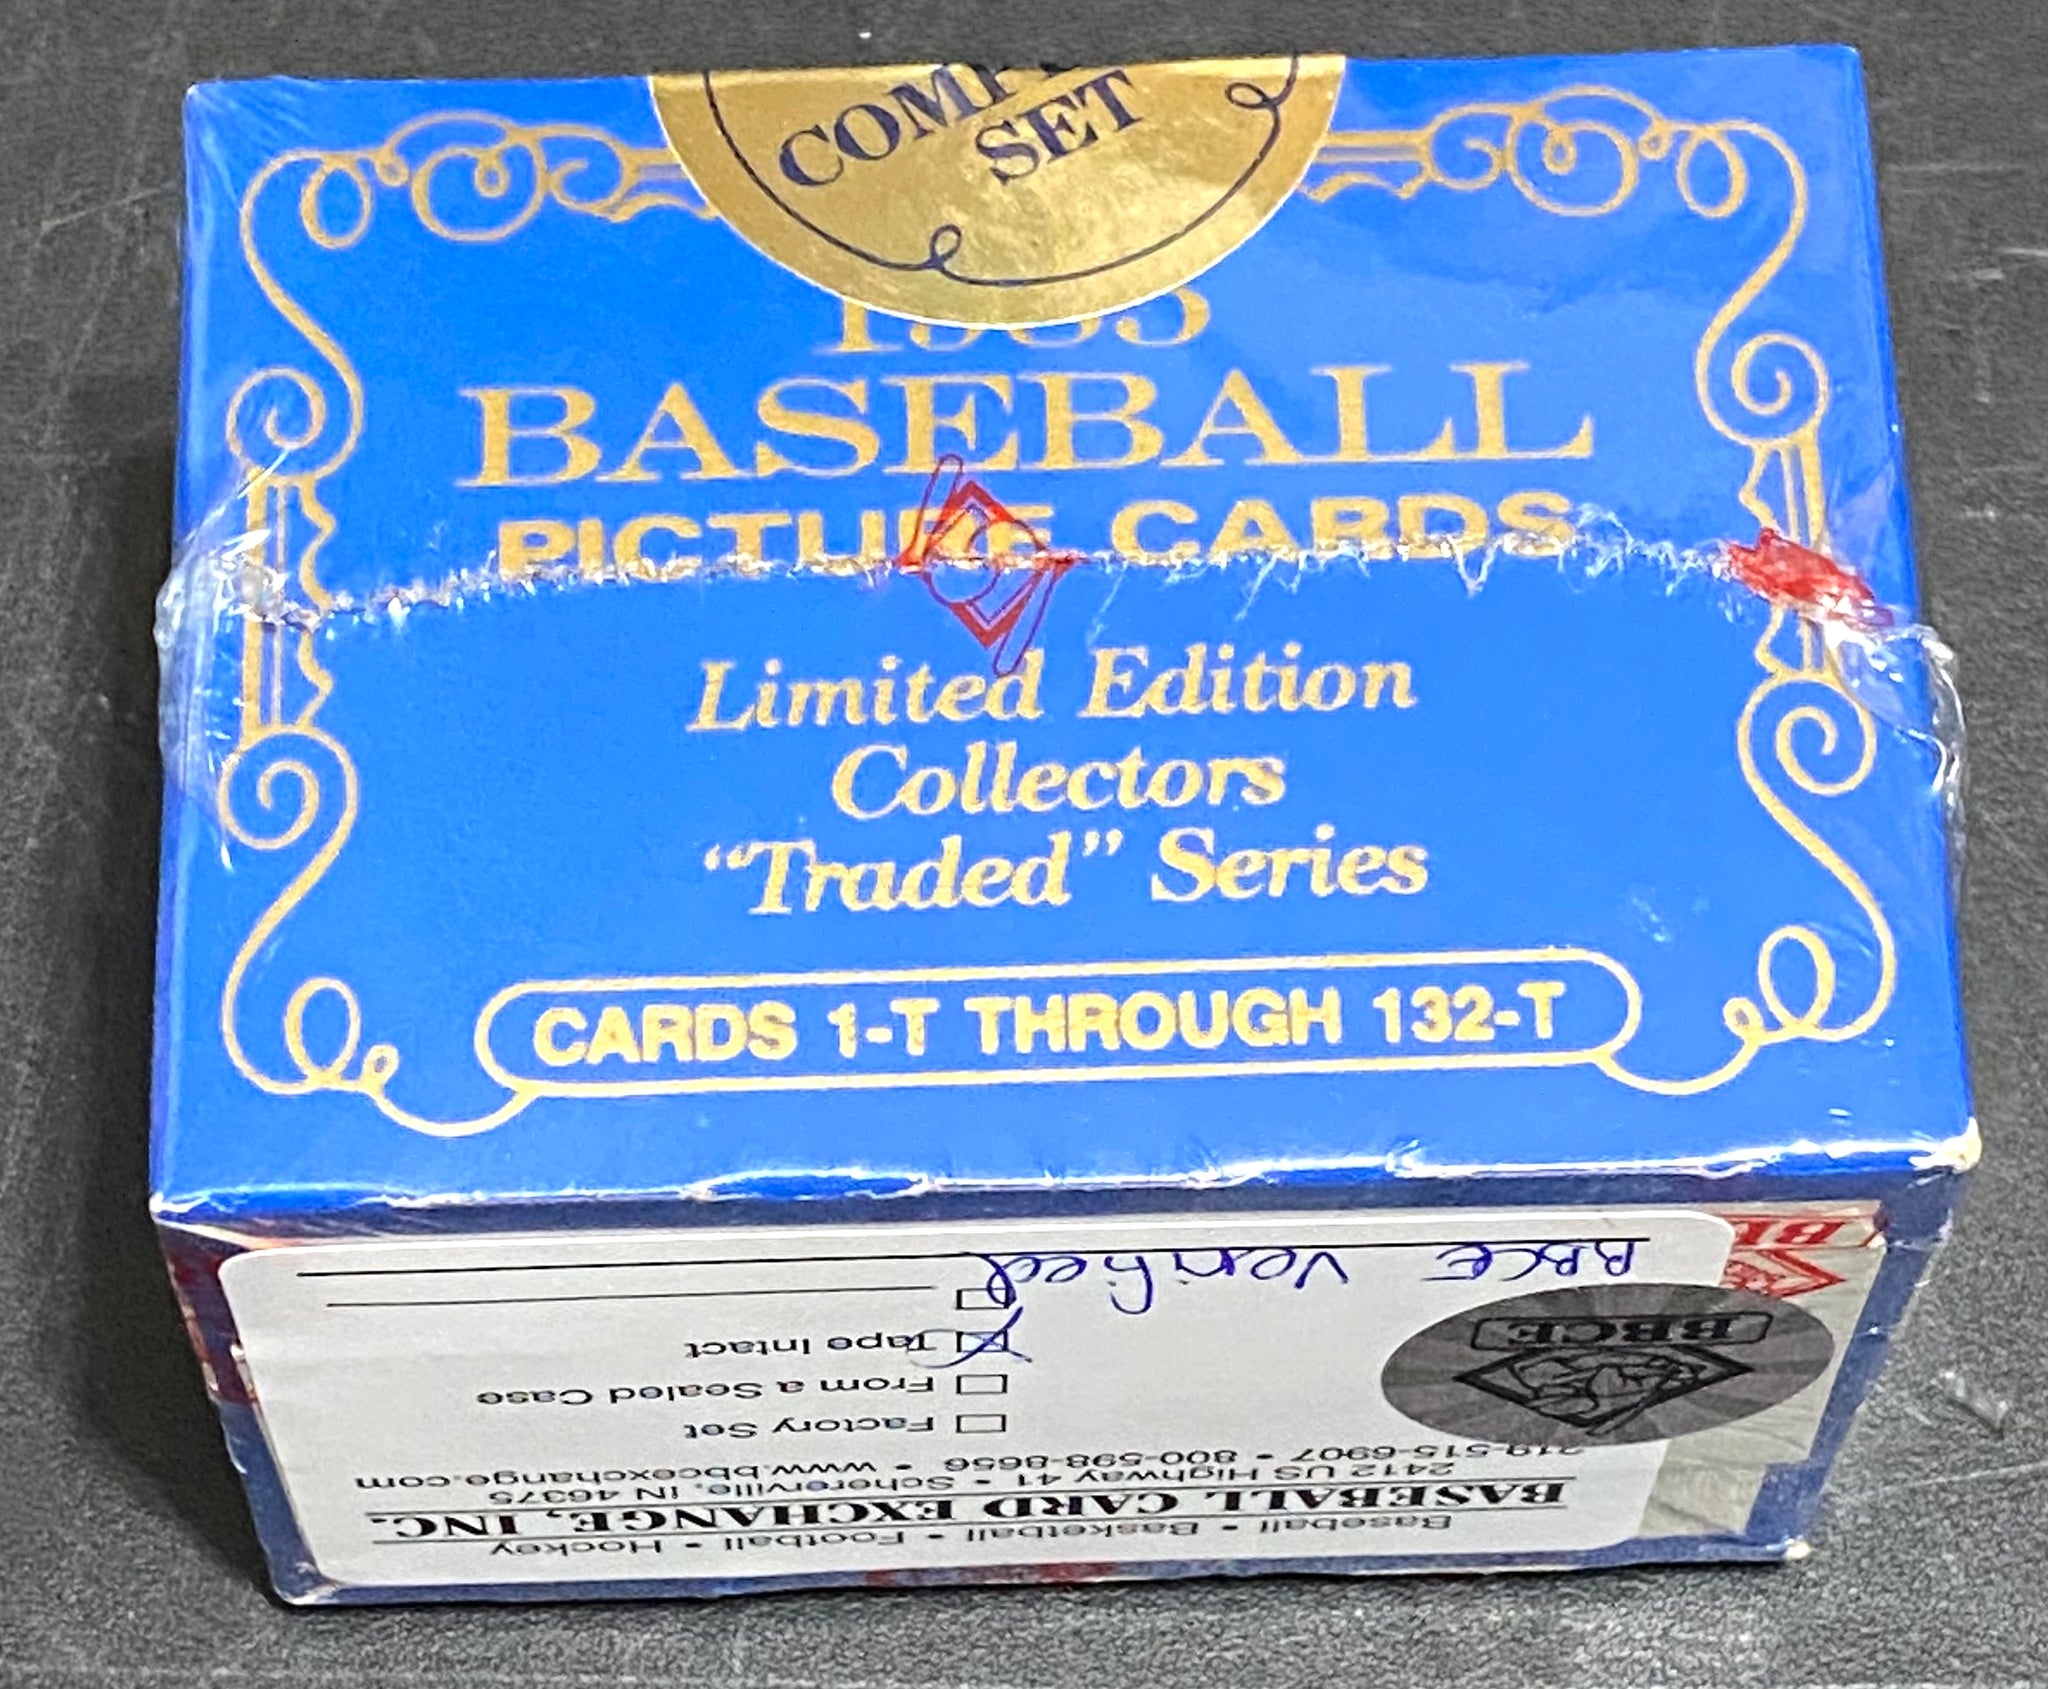 SET
BASEBALL
PICTURE CARDS
Limited Edition
Collectors
“Traded” Series
CARDS 1-T THROUGH 132-T
Baseball • Basketball • Football • Hockey
BASEBALL CARD EXCHANGE, INC.
2412 US Highway 41 • Schererville, IN 46375
219-515-6907 • 800-598-8656 • www.bbcexchange.com
Factory Set
From a Sealed Case
Tape Intact
BBCE Verified
BBCE